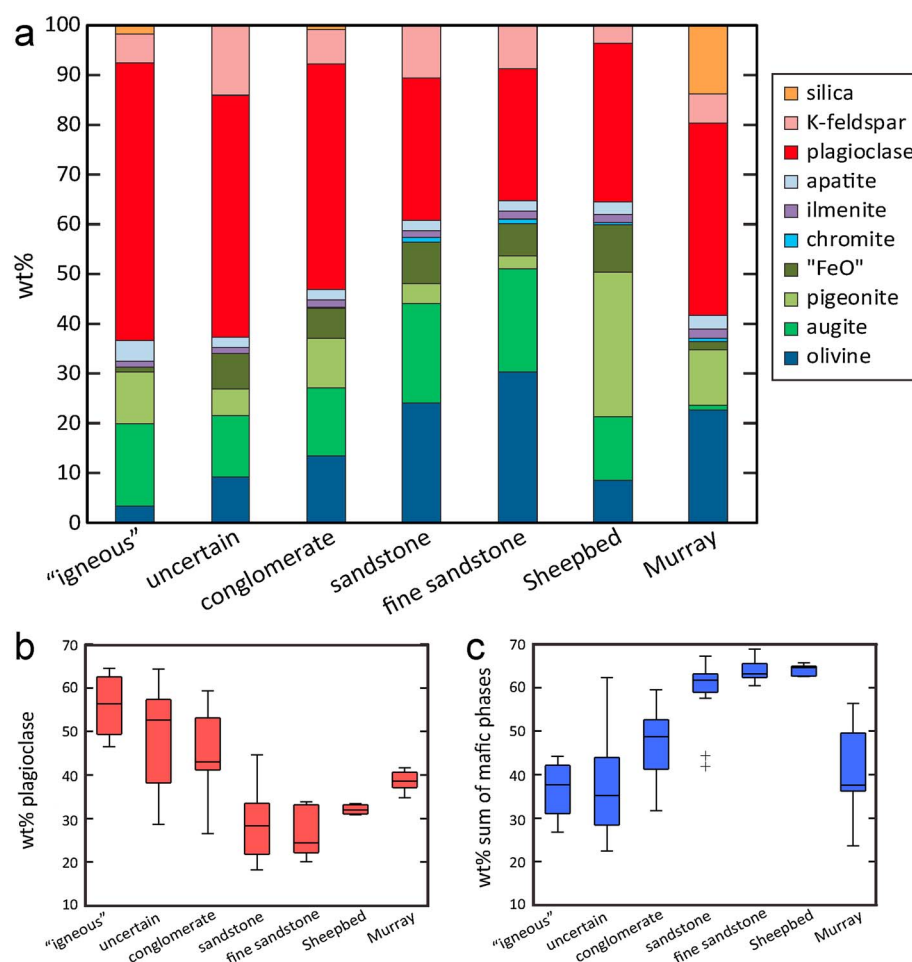 a
100
90
80
70
60
50
40
30
20
10
0
wt%
"igneous"
uncertain
conglomerate
sandstone
fine sandstone
Sheepbed
Murray
silica
K-feldspar
plagioclase
apatite
ilmenite
chromite
"FeO"
pigeonite
augite
olivine
b
70
60
50
40
30
20
10
wt% plagioclase
"igneous"
uncertain
conglomerate
sandstone
fine sandstone
Sheepbed
Murray
c
70
60
50
40
30
20
10
wt% sum of mafic phases
"igneous"
uncertain
conglomerate
sandstone
fine sandstone
Sheepbed
Murray